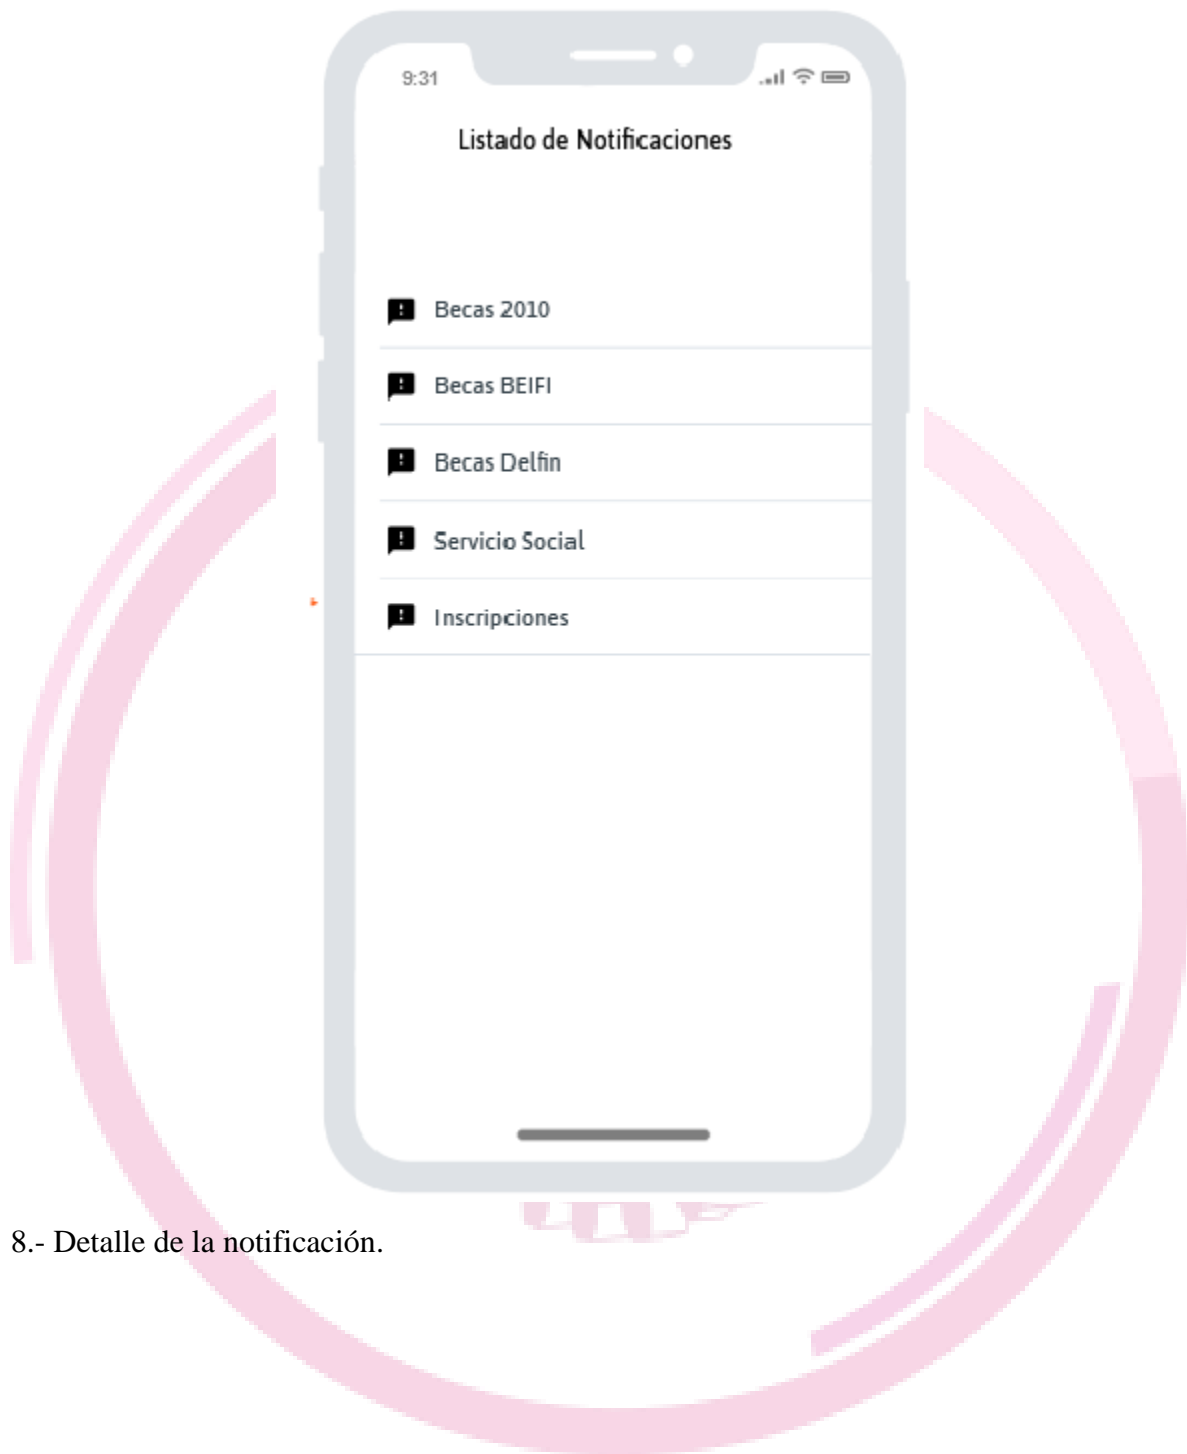 9:31
Listado de Notificaciones
Becas 2010
Becas BEIFI
Becas Delfin
Servicio Social
Inscripciones
8.- Detalle de la notificación.